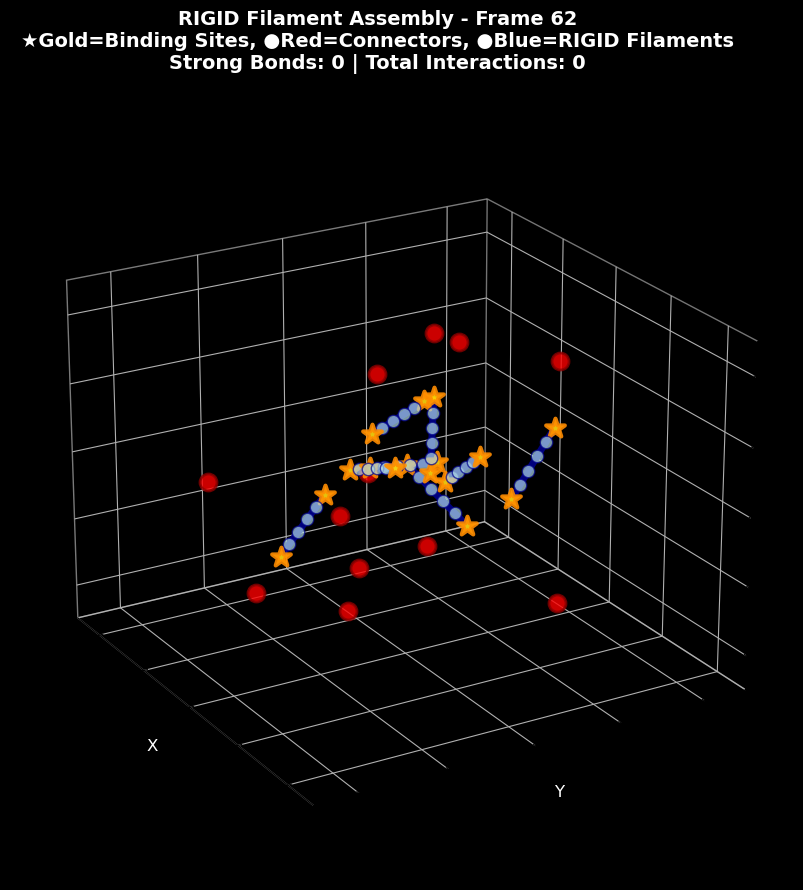 RIGID Filament Assembly - Frame 62
★Gold=Binding Sites, ●Red=Connectors, ●Blue=RIGID Filaments
Strong Bonds: 0 | Total Interactions: 0
X
Y